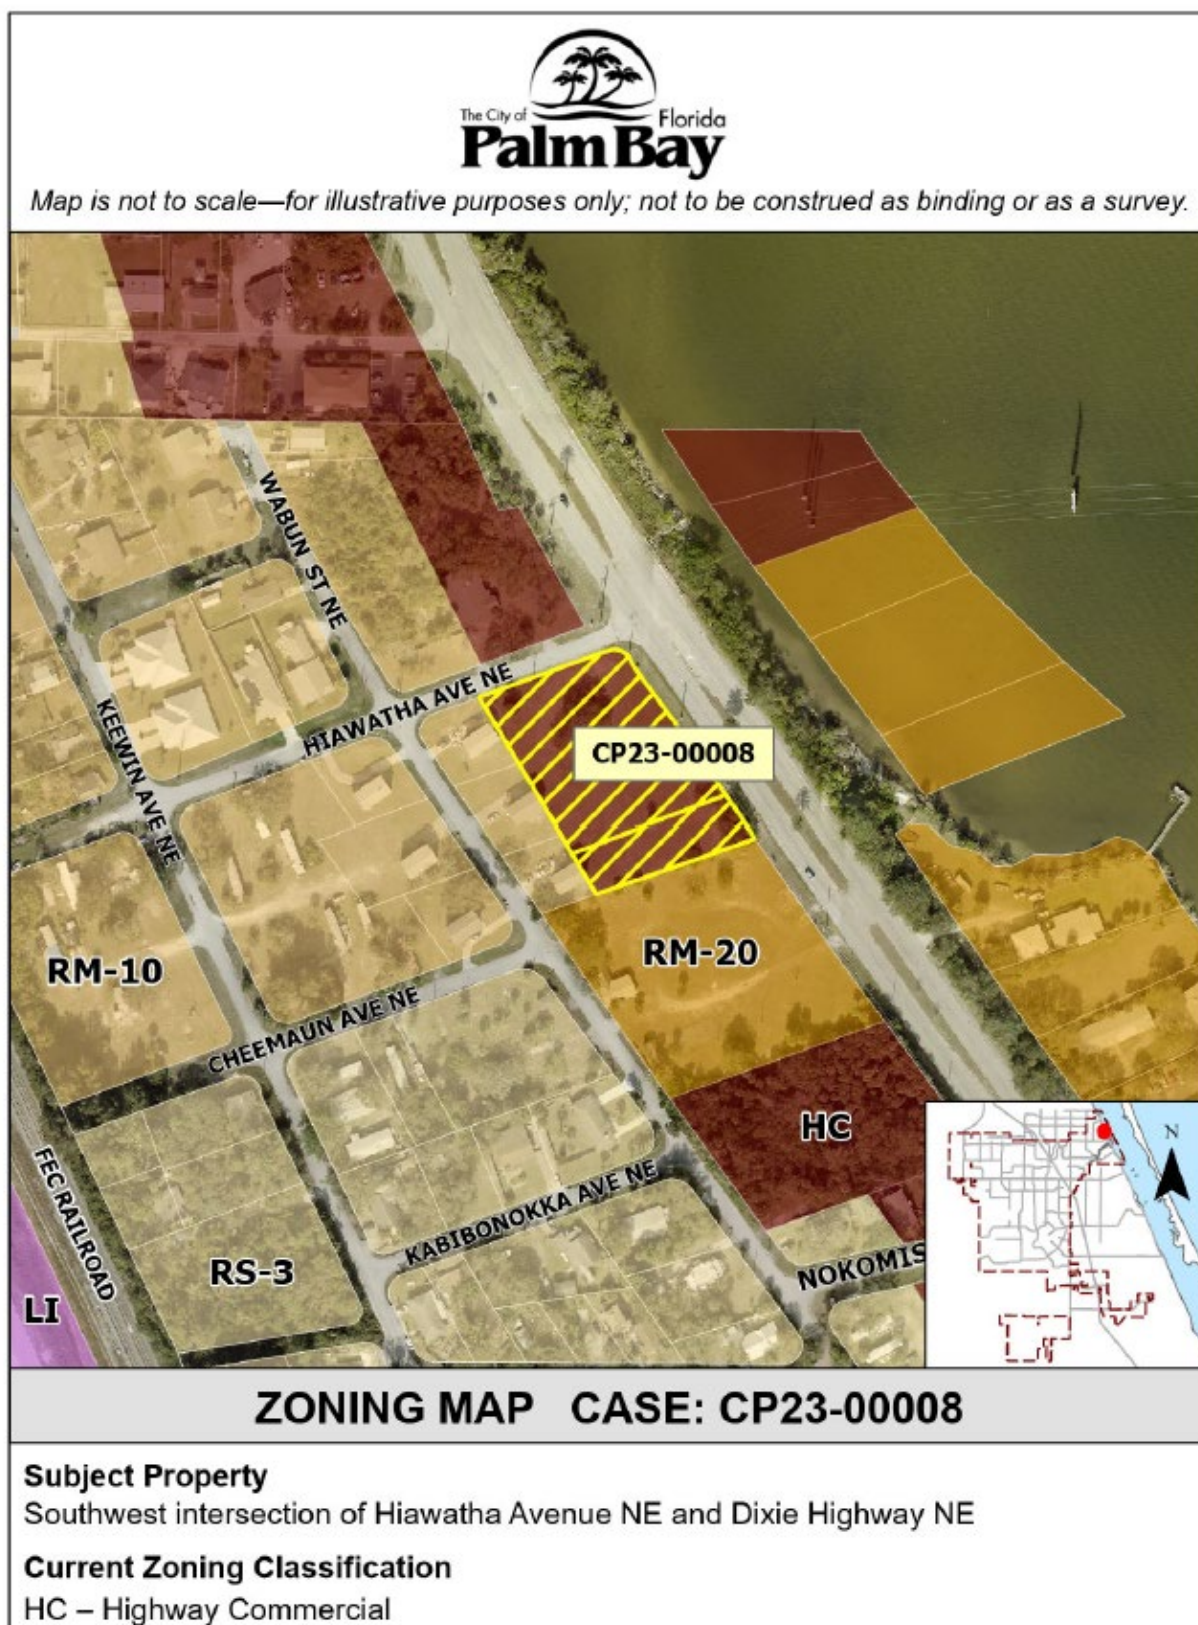 The City of Florida
Palm Bay
Map is not to scale—for illustrative purposes only; not to be construed as binding or as a survey.
WABUN ST NE
HIAWATHA AVE NE
KEEWIN AVE NE
CP23-00008
RM-20
RM-10
CHEEMAUN AVE NE
HC
N
FEC RAILROAD
KABIBONOKKA AVE NE
RS-3
NOKOMIS
LI
ZONING MAP CASE: CP23-00008
Subject Property
Southwest intersection of Hiawatha Avenue NE and Dixie Highway NE
Current Zoning Classification
HC – Highway Commercial